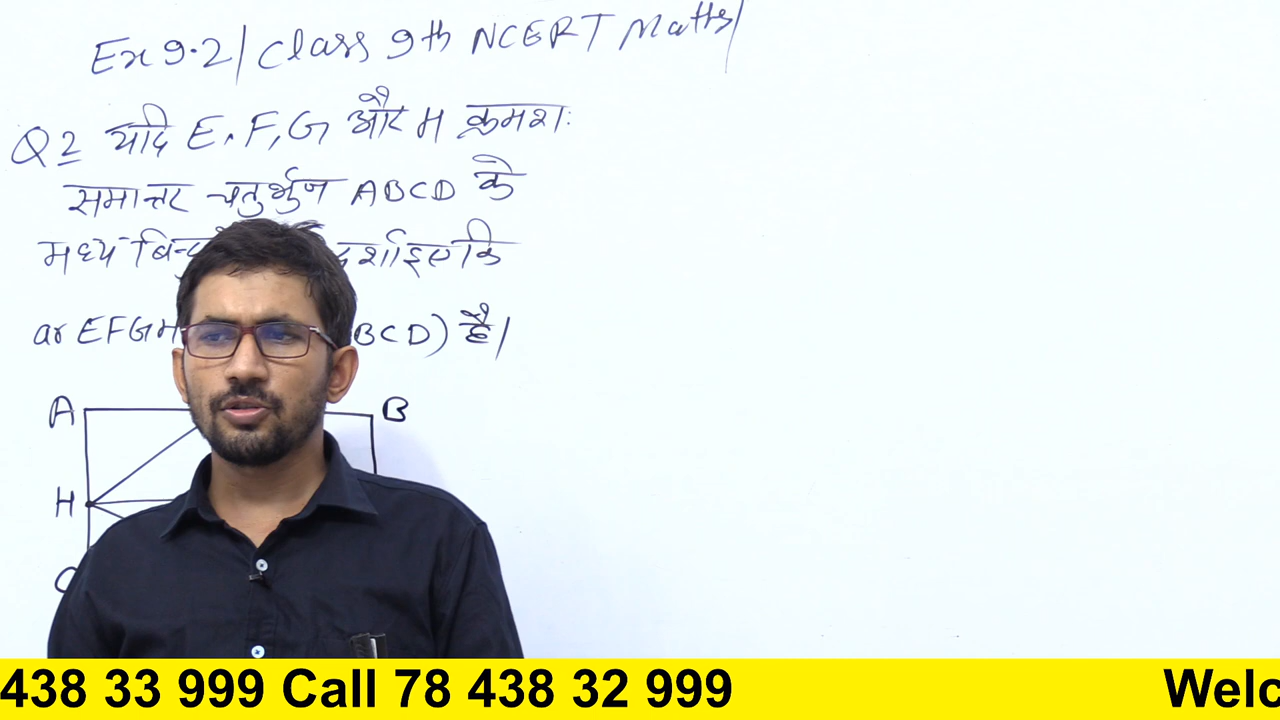 Ex 9.2| Class 9th NCERT Maths|
Q2 यदि E, F, G और H क्रमशः
समान्तर चतुर्भुज ABCD के
मध्य-बिन्दु दर्शाइए कि
ar EFGH BCD) है|
A B
H
438 33 999 Call 78 438 32 999 Welc